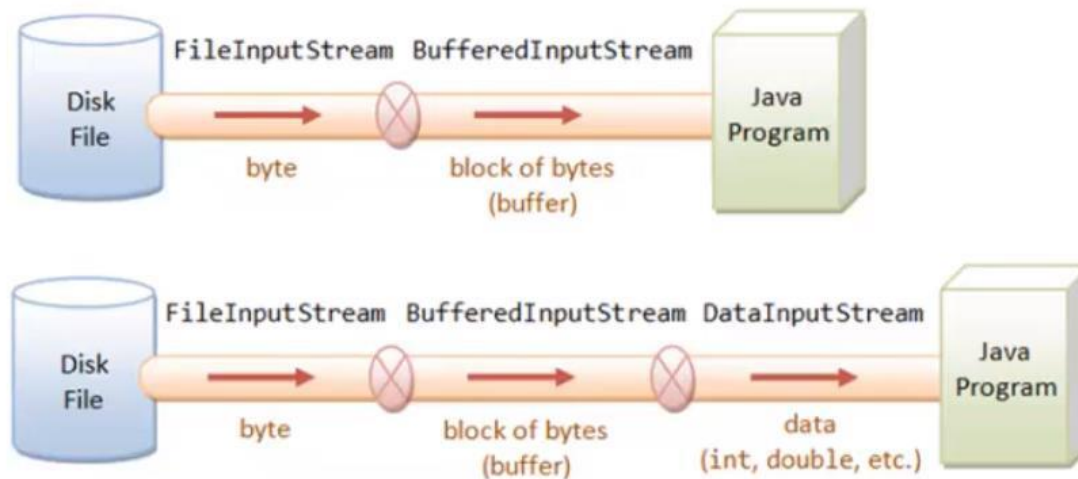 FileInputStream BufferedInputStream
Disk
File
Java
Program
byte
block of bytes
(buffer)
FileInputStream BufferedInputStream DataInputStream
Disk
File
Java
Program
byte
block of bytes
(buffer)
data
(int, double, etc.)